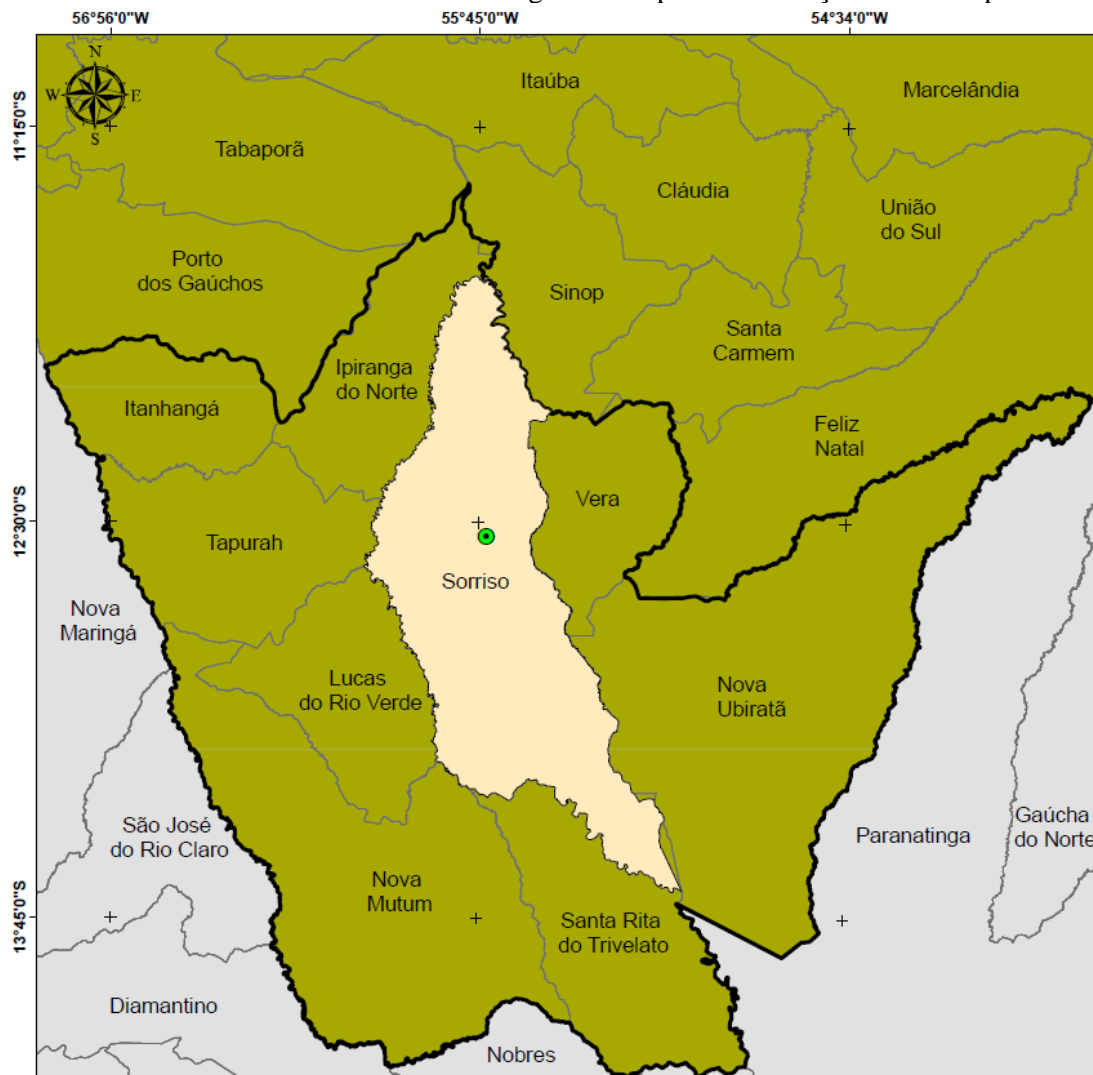 56°56'0"W
55°45'0"W
54°34'0"W
N
W
E
S
11°15'0"S
12°30'0"S
13°45'0"S
Itaúba
Marcelândia
Tabaporã
Cláudia
União
do Sul
Porto
dos Gaúchos
Sinop
Santa
Carmem
Ipiranga
do Norte
Itanhangá
Feliz
Natal
Vera
Tapurah
Sorriso
Nova
Maringá
Lucas
do Rio Verde
Nova
Ubiratã
São José
do Rio Claro
Paranatinga
Gaúcha
do Norte
Nova
Mutum
Santa Rita
do Trivelato
Diamantino
Nobres